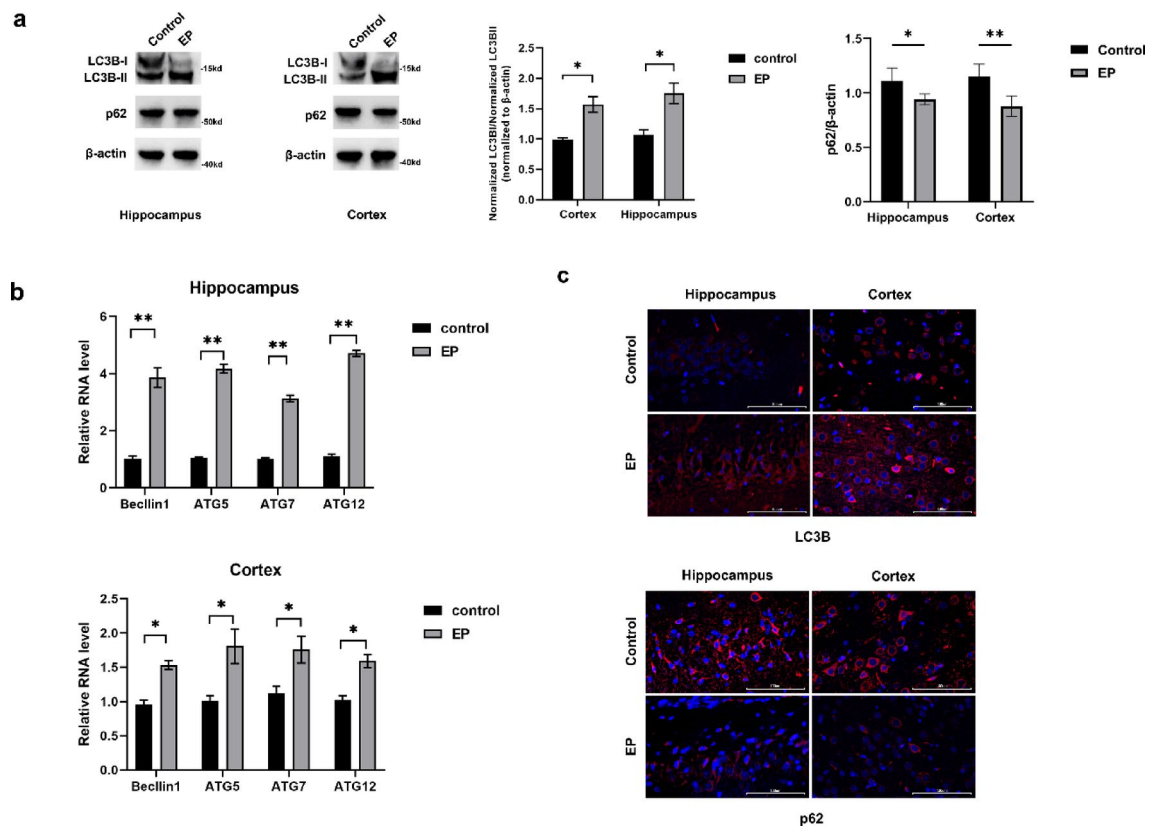 a
Control EP
LC3B-I
LC3B-II
-15kd
p62
-50kd
β-actin
-40kd
Hippocampus
Control EP
LC3B-I
LC3B-II
-15kd
p62
-50kd
β-actin
-40kd
Cortex
Normalized LC3BI/Normalized LC3BII
(normalized to β-actin)
2.5
2.0
1.5
1.0
0.5
0.0
* *
Cortex Hippocampus
control
EP
p62/β-actin
1.5
1.0
0.5
0.0
* **
Hippocampus Cortex
Control
EP
b
Hippocampus
Relative RNA level
6
4
2
0
** ** ** **
Becllin1 ATG5 ATG7 ATG12
control
EP
Cortex
Relative RNA level
2.5
2.0
1.5
1.0
0.5
0.0
* * * *
Becllin1 ATG5 ATG7 ATG12
control
EP
c
Hippocampus Cortex
Control
EP
LC3B
Hippocampus Cortex
Control
EP
p62